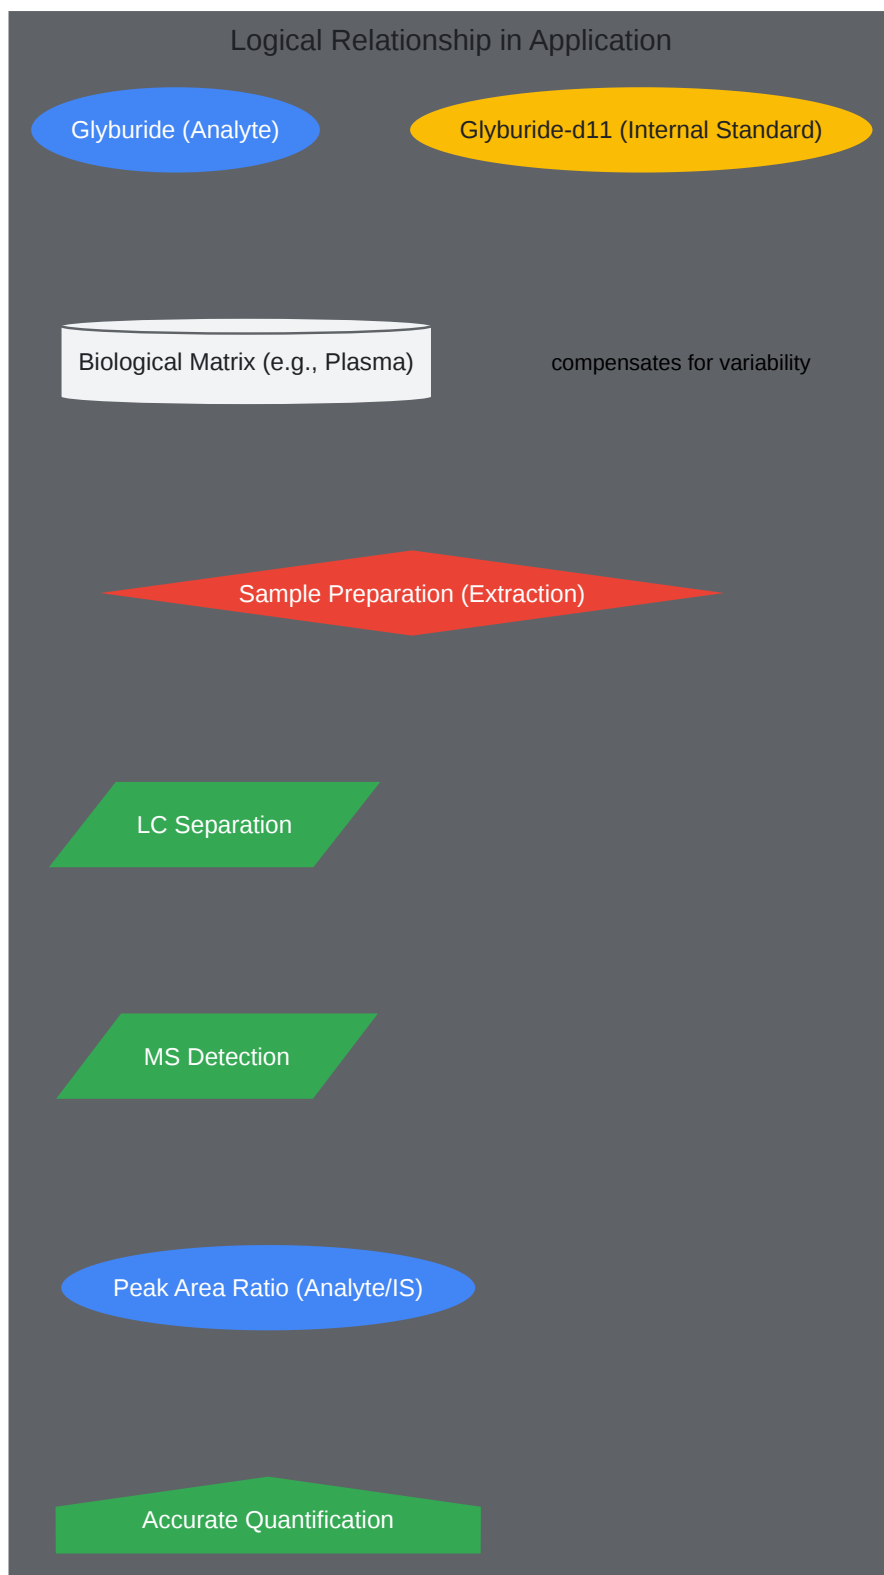 Logical Relationship in Application
Glyburide (Analyte)
Glyburide-d11 (Internal Standard)
Biological Matrix (e.g., Plasma)
compensates for variability
Sample Preparation (Extraction)
LC Separation
MS Detection
Peak Area Ratio (Analyte/IS)
Accurate Quantification